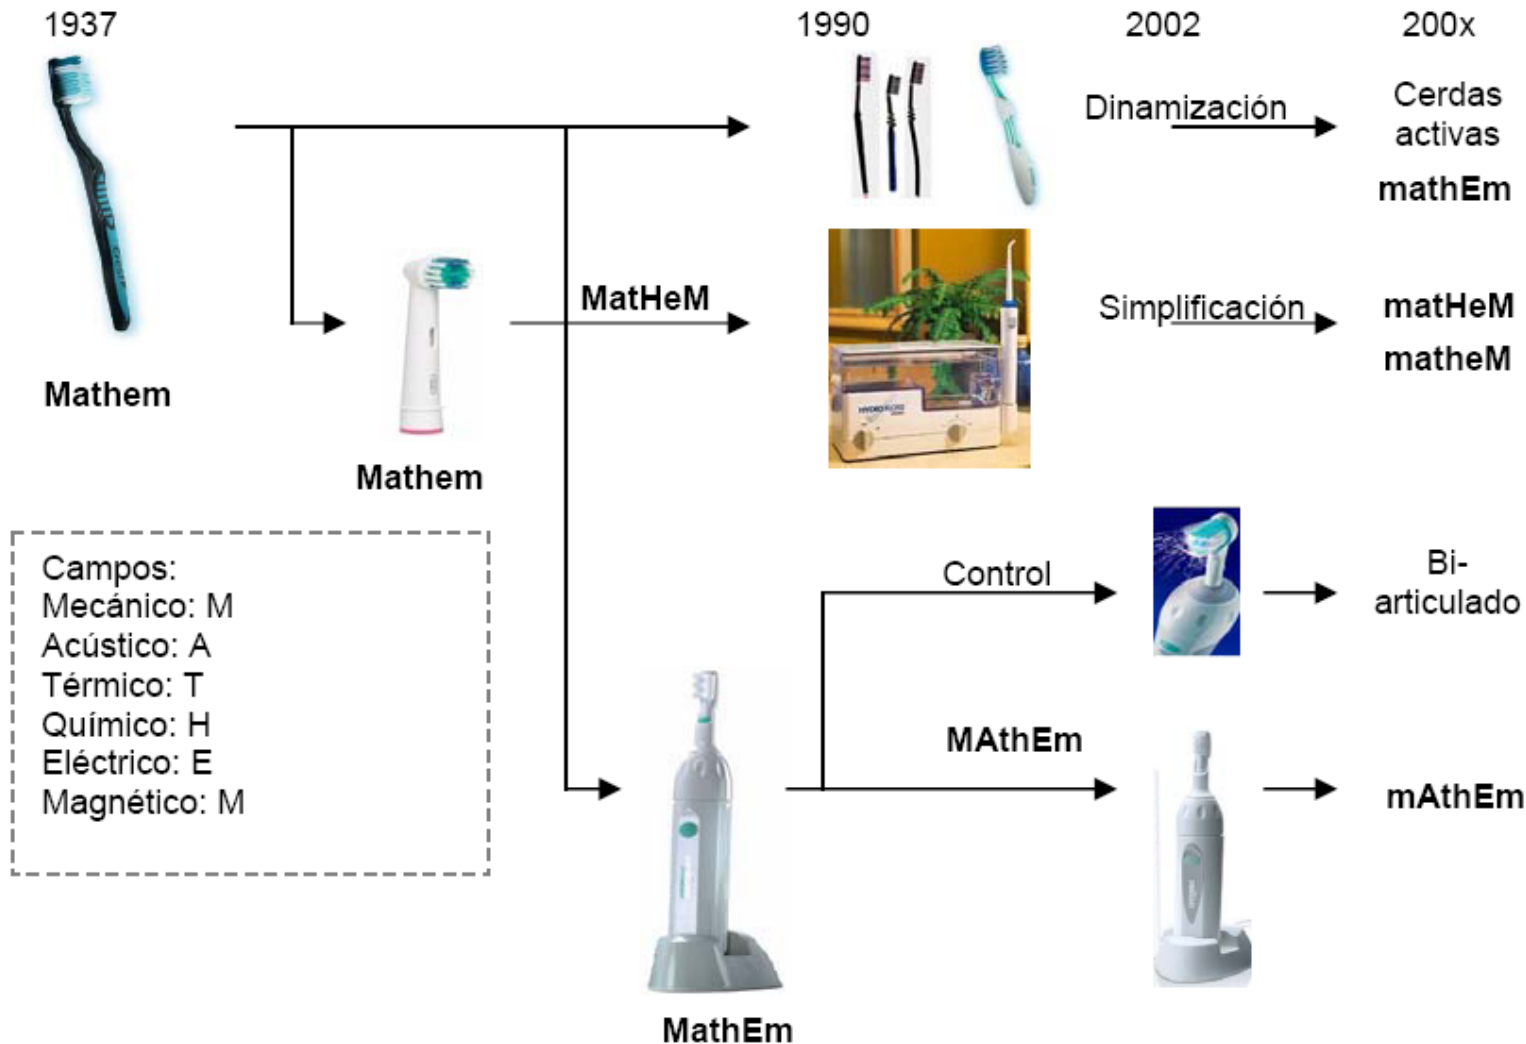 1937
1990
2002
200x
Dinamización
Cerdas
activas
mathEm
MatHeM
Simplificación
matHeM
matheM
Mathem
Mathem
HYDRO
Campos:
Mecánico: M
Acústico: A
Térmico: T
Químico: H
Eléctrico: E
Magnético: M
Control
Bi-
articulado
MAthEm
mAthEm
MathEm